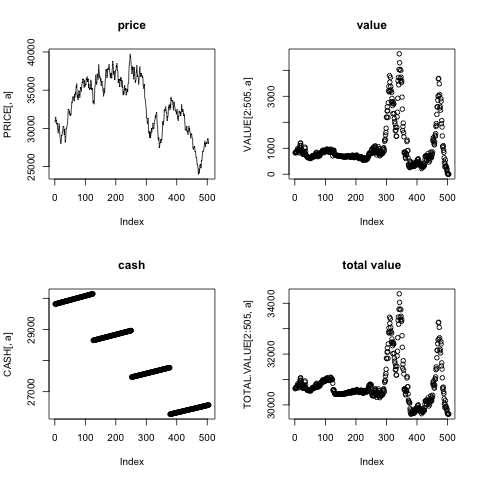 price
PRICE[, a]
40000
35000
30000
25000
0 100 200 300 400 500
Index
value
VALUE[2:505, a]
3000
1000
0
0 100 200 300 400 500
Index
cash
CASH[, a]
29000
27000
0 100 200 300 400 500
Index
total value
TOTAL.VALUE[2:505, a]
34000
32000
30000
0 100 200 300 400 500
Index